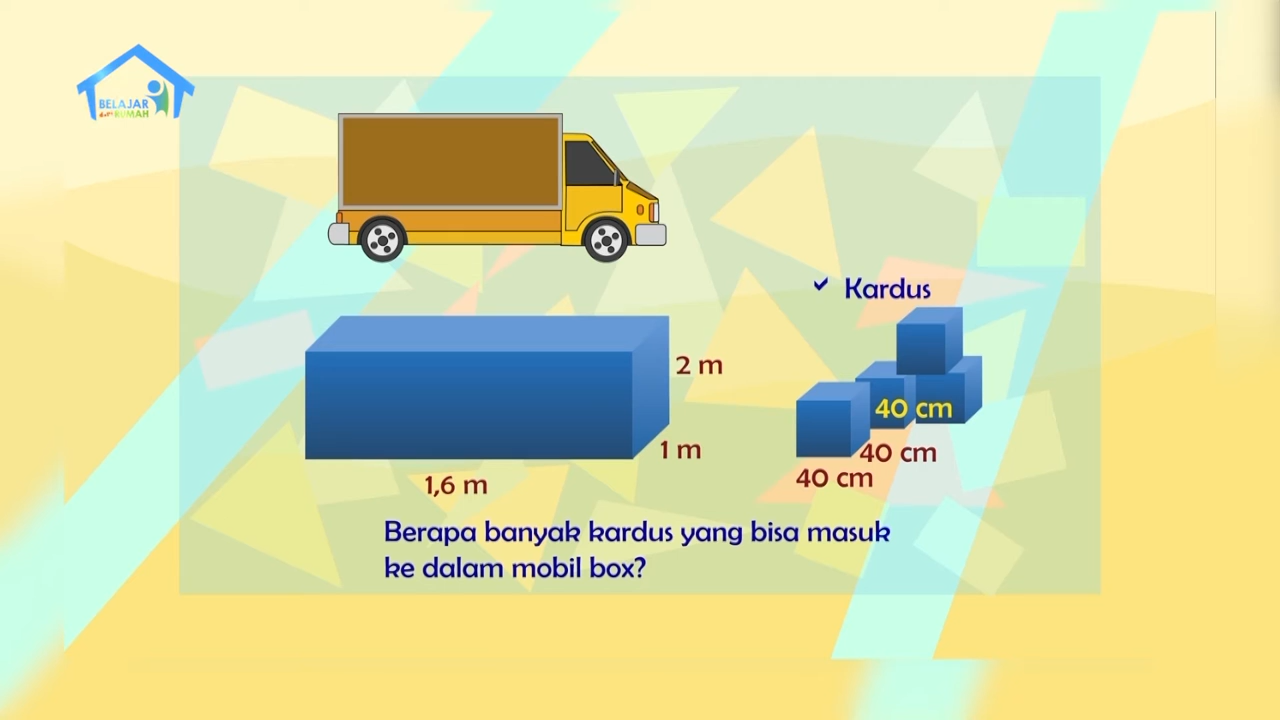 BELAJAR
dari RUMAH
Kardus
2 m
1 m
1,6 m
40 cm
40 cm
40 cm
Berapa banyak kardus yang bisa masuk
ke dalam mobil box?